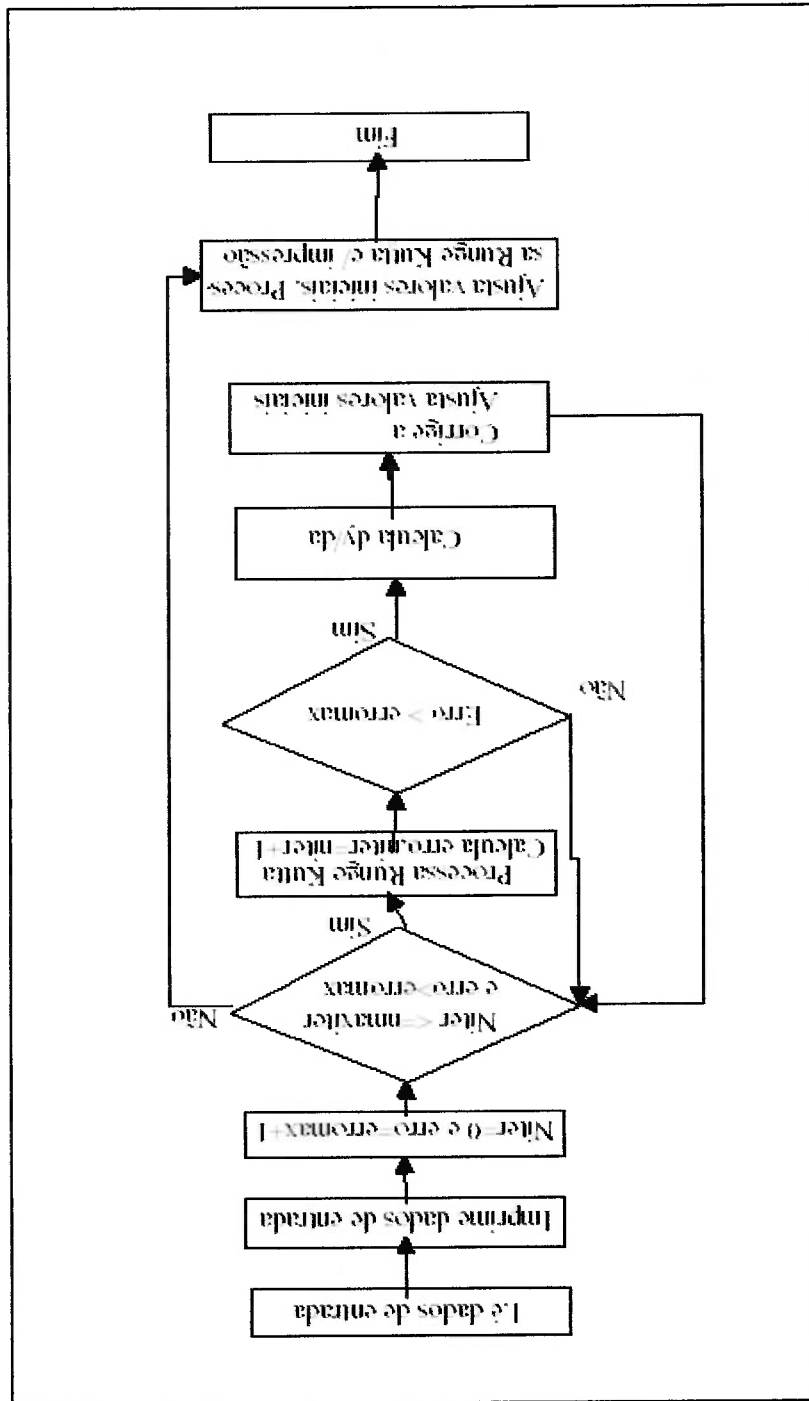 Lê dados de entrada
Imprime dados de entrada
Niter=0 e erro=erromax+1
Niter <=nmaxiter
e erro>erromax
Não
Sim
Processa Runge Kutta
Calcula erro,niter=niter+1
Erro > erromax
Não
Sim
Calcula dy/da
Corrige a
Ajusta valores iniciais
Ajusta valores iniciais. Proces-
sa Runge Kutta c/ impressão
Fim